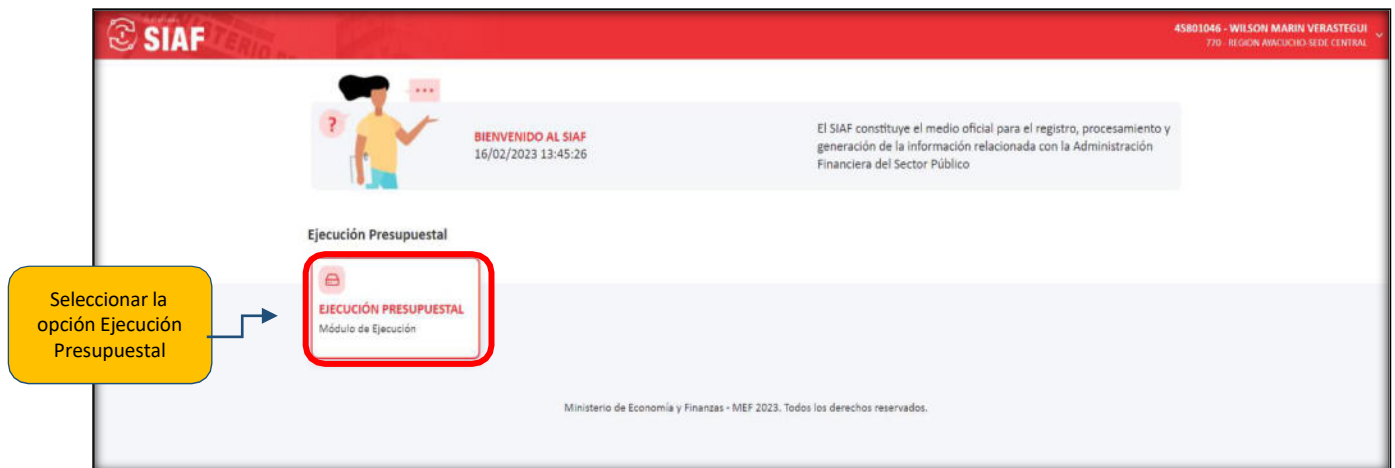 SIAF
45801046 - WILSON MARIN VERASTEGUI
770 - REGION AYACUCHO-SEDE CENTRAL
?
...
BIENVENIDO AL SIAF
16/02/2023 13:45:26
El SIAF constituye el medio oficial para el registro, procesamiento y
generación de la información relacionada con la Administración
Financiera del Sector Público
Ejecución Presupuestal
EJECUCIÓN PRESUPUESTAL
Módulo de Ejecución
Seleccionar la
opción Ejecución
Presupuestal
Ministerio de Economía y Finanzas - MEF 2023. Todos los derechos reservados.